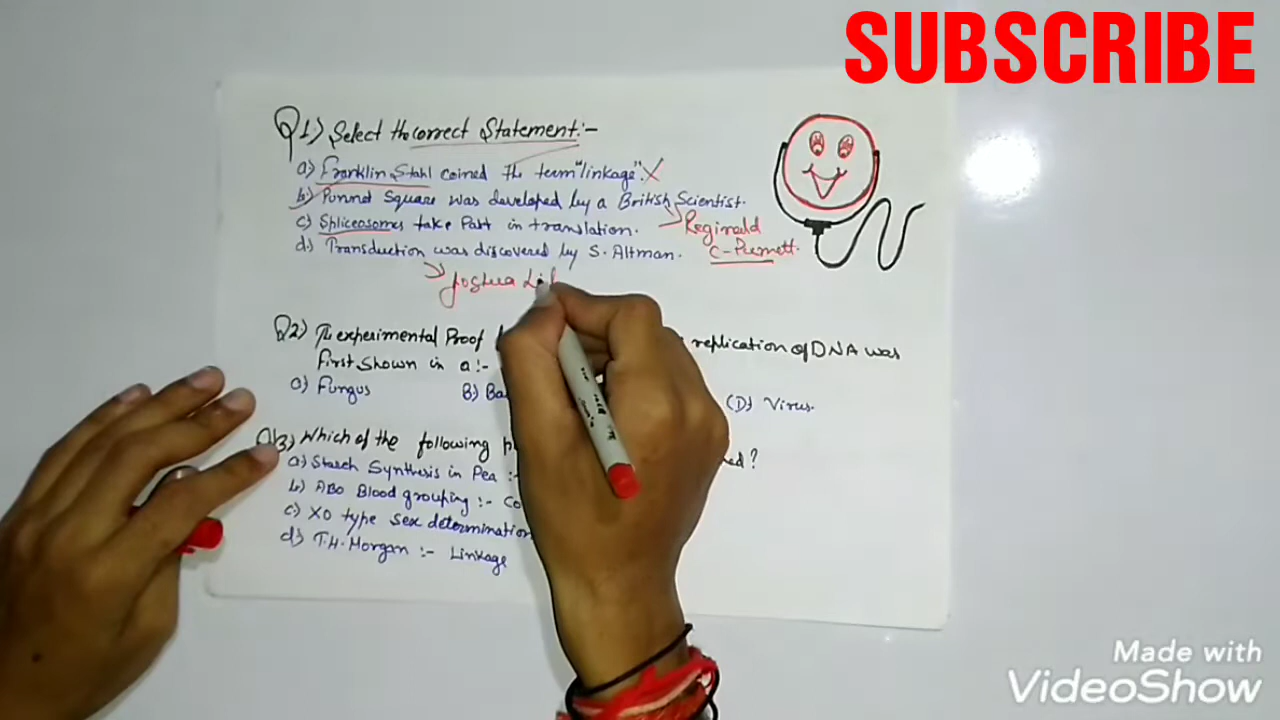 SUBSCRIBE
Q1) Select the correct Statement:-
a) Franklin Stahl coined the term "linkage". X
b) Punnet Square was developed by a British Scientist.
c) Spliceosomes take Part in translation.
Reginald
C-Punnett.
d) Transduction was discovered by S. Altman.
Joshua
Q2) The experimental Proof replication of DNA was
first shown in a:-
a) Fungus B) (D) Virus.
Q3) Which of the following
a) Starch Synthesis in Pea :-
b) ABO Blood grouping :-
c) XO type Sex determination
d) T.H. Morgan :- Linkage
Made with
VideoShow